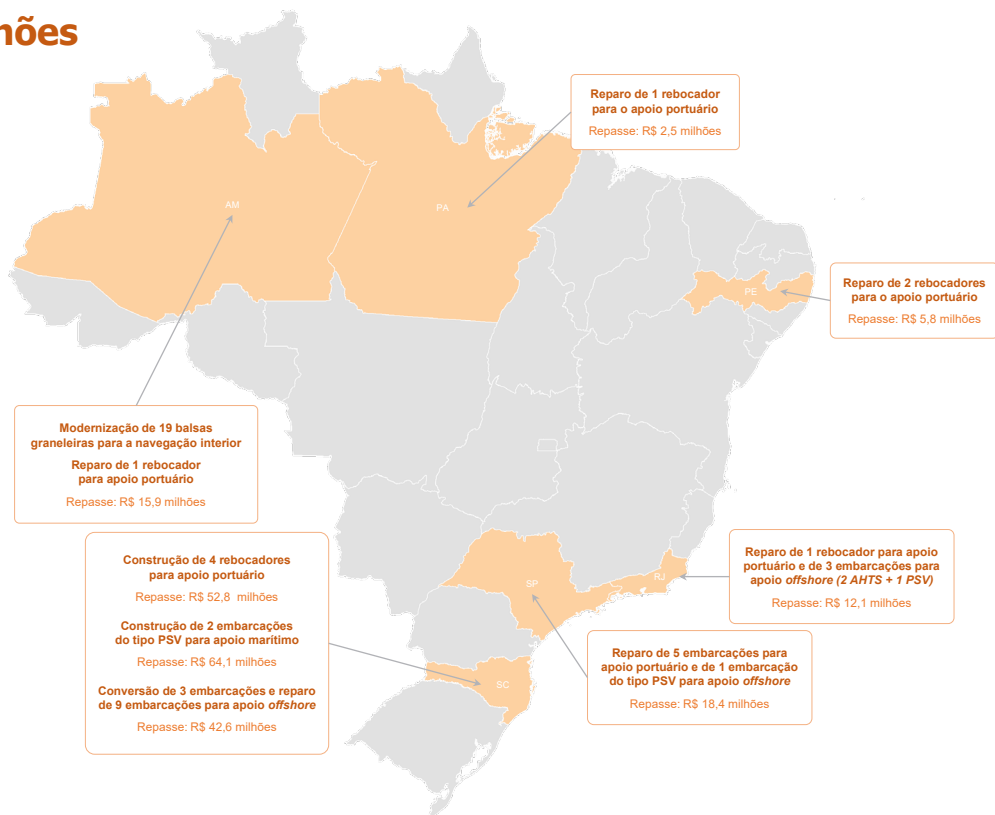 hões
Reparo de 1 rebocador
para o apoio portuário
Repasse: R$ 2,5 milhões
AM
PA
PE
Reparo de 2 rebocadores
para o apoio portuário
Repasse: R$ 5,8 milhões
Modernização de 19 balsas
graneleiras para a navegação interior
Reparo de 1 rebocador
para apoio portuário
Repasse: R$ 15,9 milhões
Construção de 4 rebocadores
para apoio portuário
Repasse: R$ 52,8 milhões
Construção de 2 embarcações
do tipo PSV para apoio marítimo
Repasse: R$ 64,1 milhões
Conversão de 3 embarcações e reparo
de 9 embarcações para apoio offshore
Repasse: R$ 42,6 milhões
SP
RJ
SC
Reparo de 1 rebocador para apoio
portuário e de 3 embarcações para
apoio offshore (2 AHTS + 1 PSV)
Repasse: R$ 12,1 milhões
Reparo de 5 embarcações para
apoio portuário e de 1 embarcação
do tipo PSV para apoio offshore
Repasse: R$ 18,4 milhões